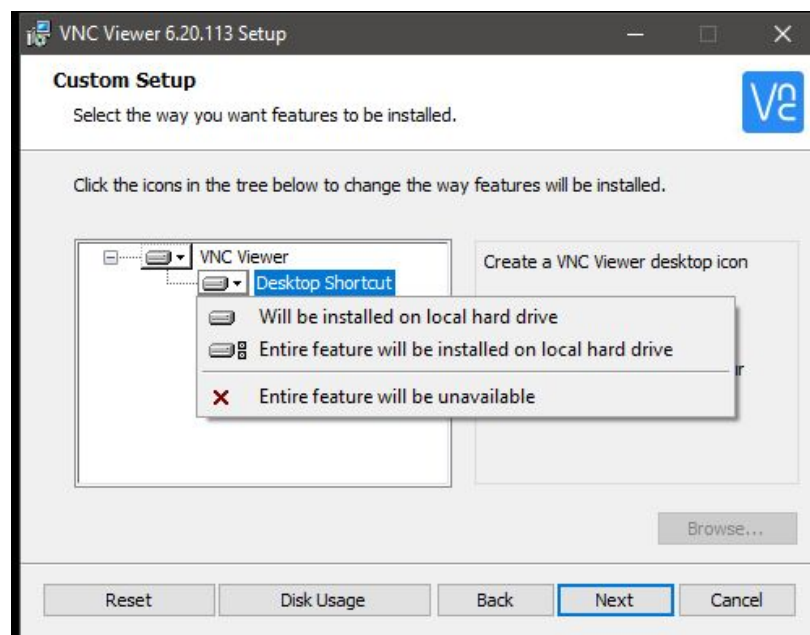 VNC Viewer 6.20.113 Setup
Custom Setup
Select the way you want features to be installed.
Click the icons in the tree below to change the way features will be installed.
VNC Viewer
Desktop Shortcut
Create a VNC Viewer desktop icon
Will be installed on local hard drive
Entire feature will be installed on local hard drive
Entire feature will be unavailable
Browse...
Reset
Disk Usage
Back
Next
Cancel